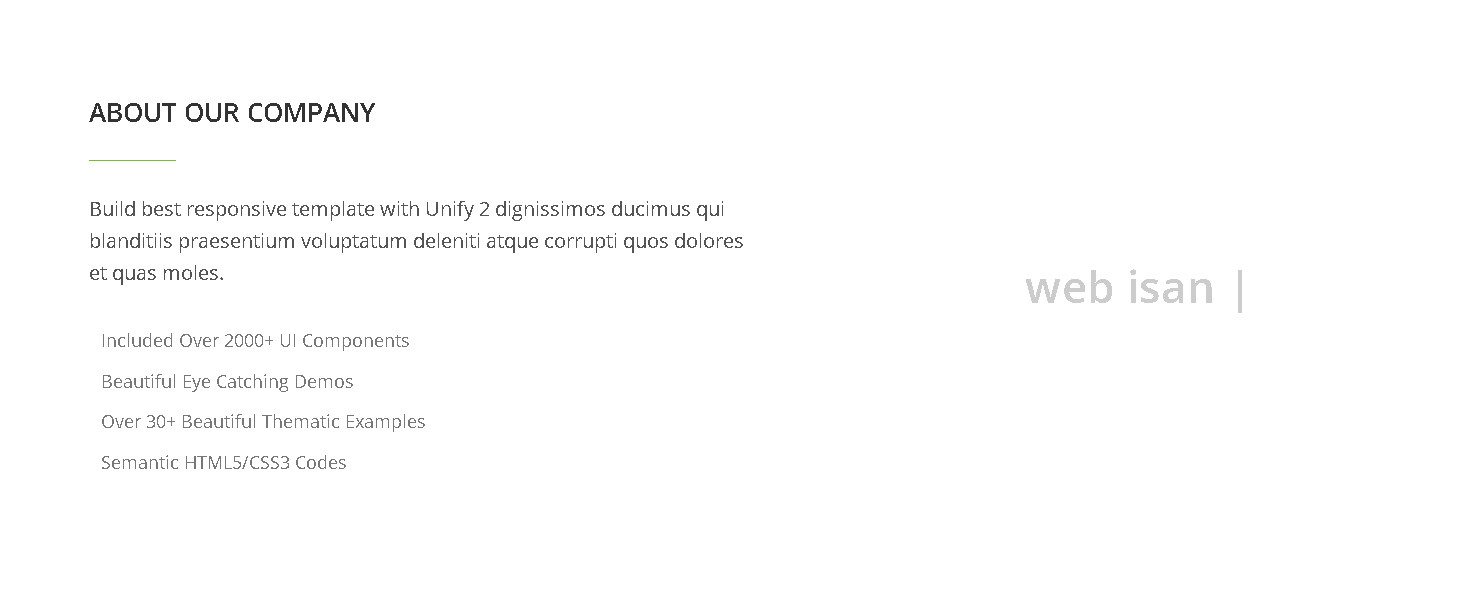 ABOUT OUR COMPANY
Build best responsive template with Unify 2 dignissimos ducimus qui
blanditiis praesentium voluptatum deleniti atque corrupti quos dolores
et quas moles.
Included Over 2000+ UI Components
Beautiful Eye Catching Demos
Over 30+ Beautiful Thematic Examples
Semantic HTML5/CSS3 Codes
web isan |